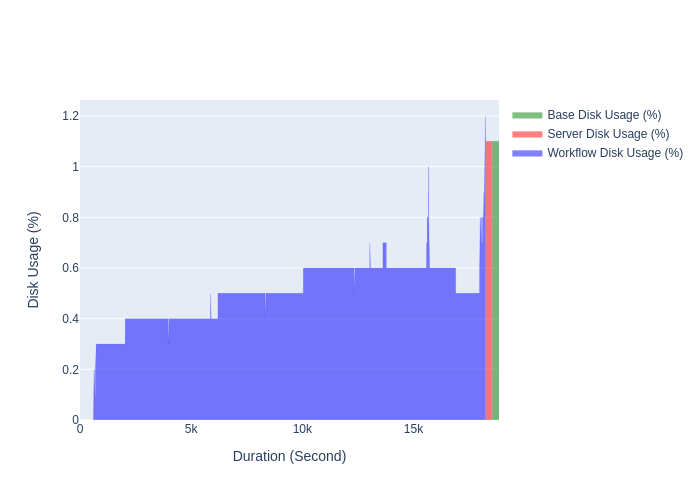 1.2
1
0.8
0.6
0.4
0.2
0
0
5k
10k
15k
Disk Usage (%)
Duration (Second)
Base Disk Usage (%)
Server Disk Usage (%)
Workflow Disk Usage (%)